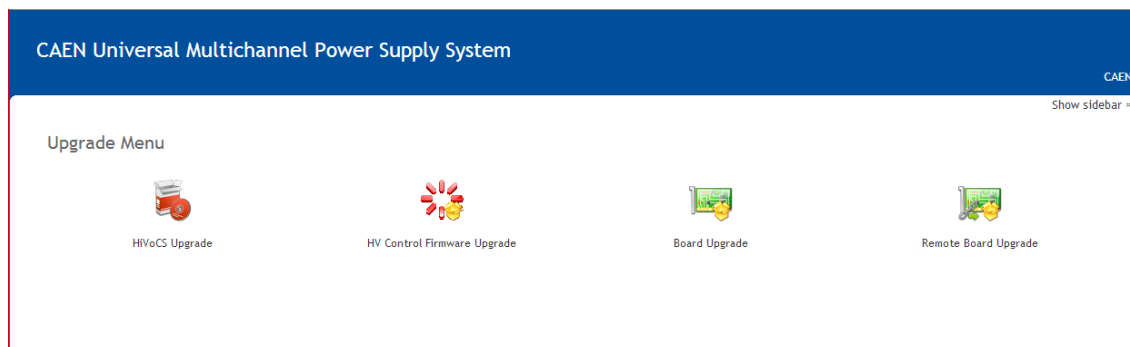 CAEN Universal Multichannel Power Supply System
CAEN
Show sidebar »
Upgrade Menu
HiVoCS Upgrade
HV Control Firmware Upgrade
Board Upgrade
Remote Board Upgrade